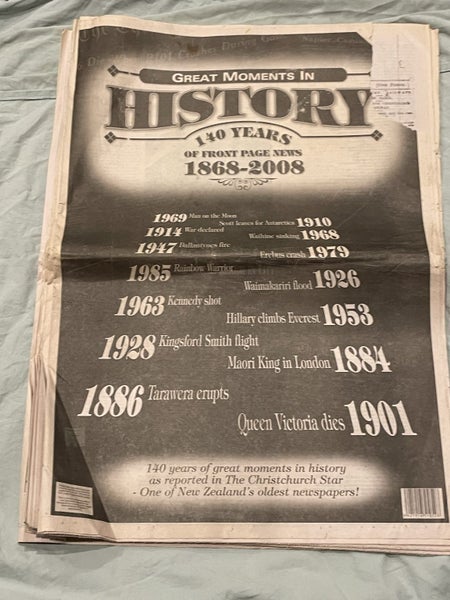 GREAT MOMENTS IN
HISTORY
140 YEARS
OF FRONT PAGE NEWS
1868-2008
1969 Man on the Moon
Scott leaves for Antarctica 1910
1914 War declared
Wahine sinking 1968
1947 Ballantynes fire
Erebus crash 1979
1985 Rainbow Warrior
Waimakariri flood 1926
1963 Kennedy shot
Hillary climbs Everest 1953
1928 Kingsford Smith flight
Maori King in London 1884
1886 Tarawera erupts
Queen Victoria dies 1901
140 years of great moments in history
as reported in The Christchurch Star
- One of New Zealand's oldest newspapers!